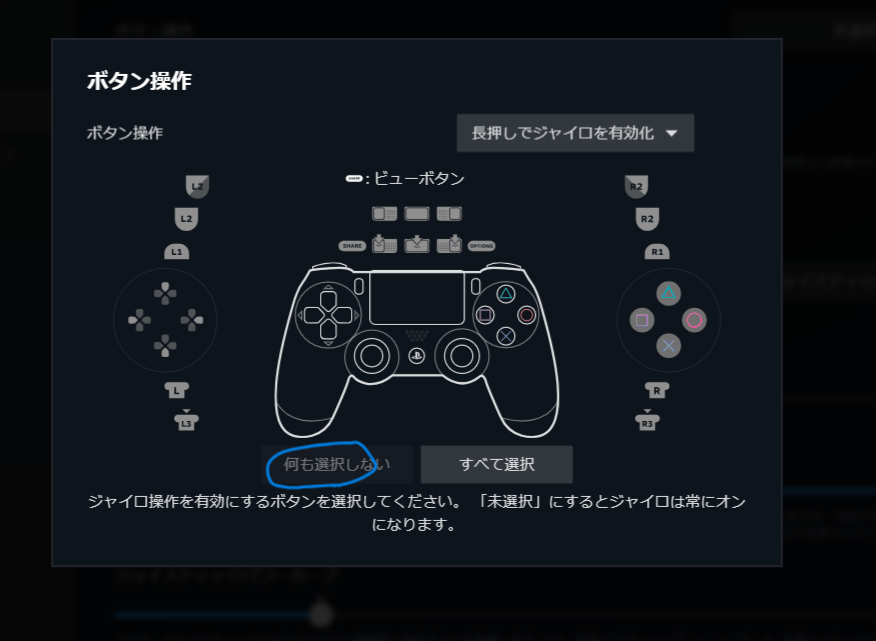 ボタン操作
ボタン操作
長押しでジャイロを有効化
SHARE : ビューボタン
L2
R2
L2
R2
L1
SHARE
OPTIONS
R1
L
R
L3
R3
何も選択しない
すべて選択
ジャイロ操作を有効にするボタンを選択してください。 「未選択」にするとジャイロは常にオン
になります。